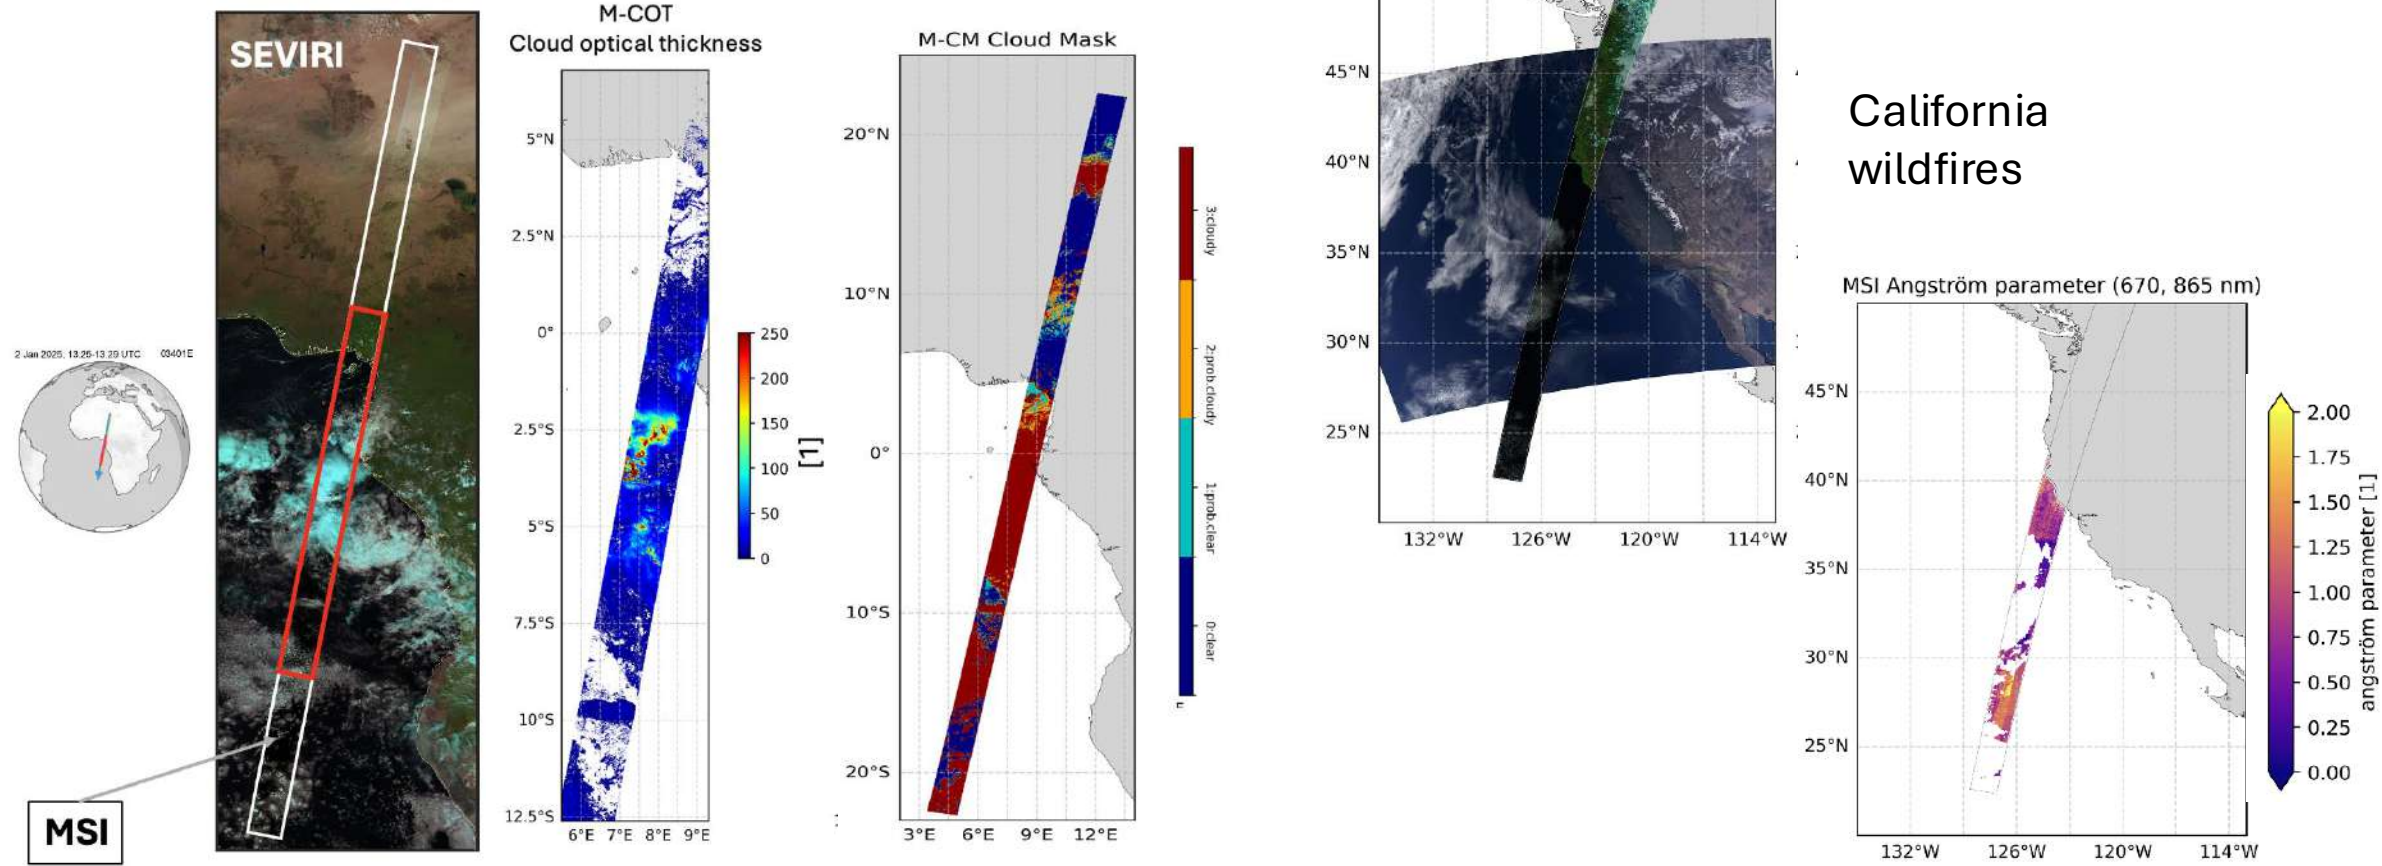 SEVIRI
2 Jan 2025, 13:25-13:29 UTC 03401E
MSI
M-COT
Cloud optical thickness
5°N
2.5°N
0°
2.5°S
5°S
7.5°S
10°S
12.5°S
6°E 7°E 8°E 9°E
250
200
150
100
50
0
[1]
M-CM Cloud Mask
20°N
10°N
0°
10°S
20°S
3°E 6°E 9°E 12°E
3:cloudy
2:prob.cloudy
1:prob.clear
0:clear
45°N
40°N
35°N
30°N
25°N
132°W 126°W 120°W 114°W
California
wildfires
MSI Angström parameter (670, 865 nm)
45°N
40°N
35°N
30°N
25°N
132°W 126°W 120°W 114°W
2.00
1.75
1.50
1.25
1.00
0.75
0.50
0.25
0.00
angström parameter [1]